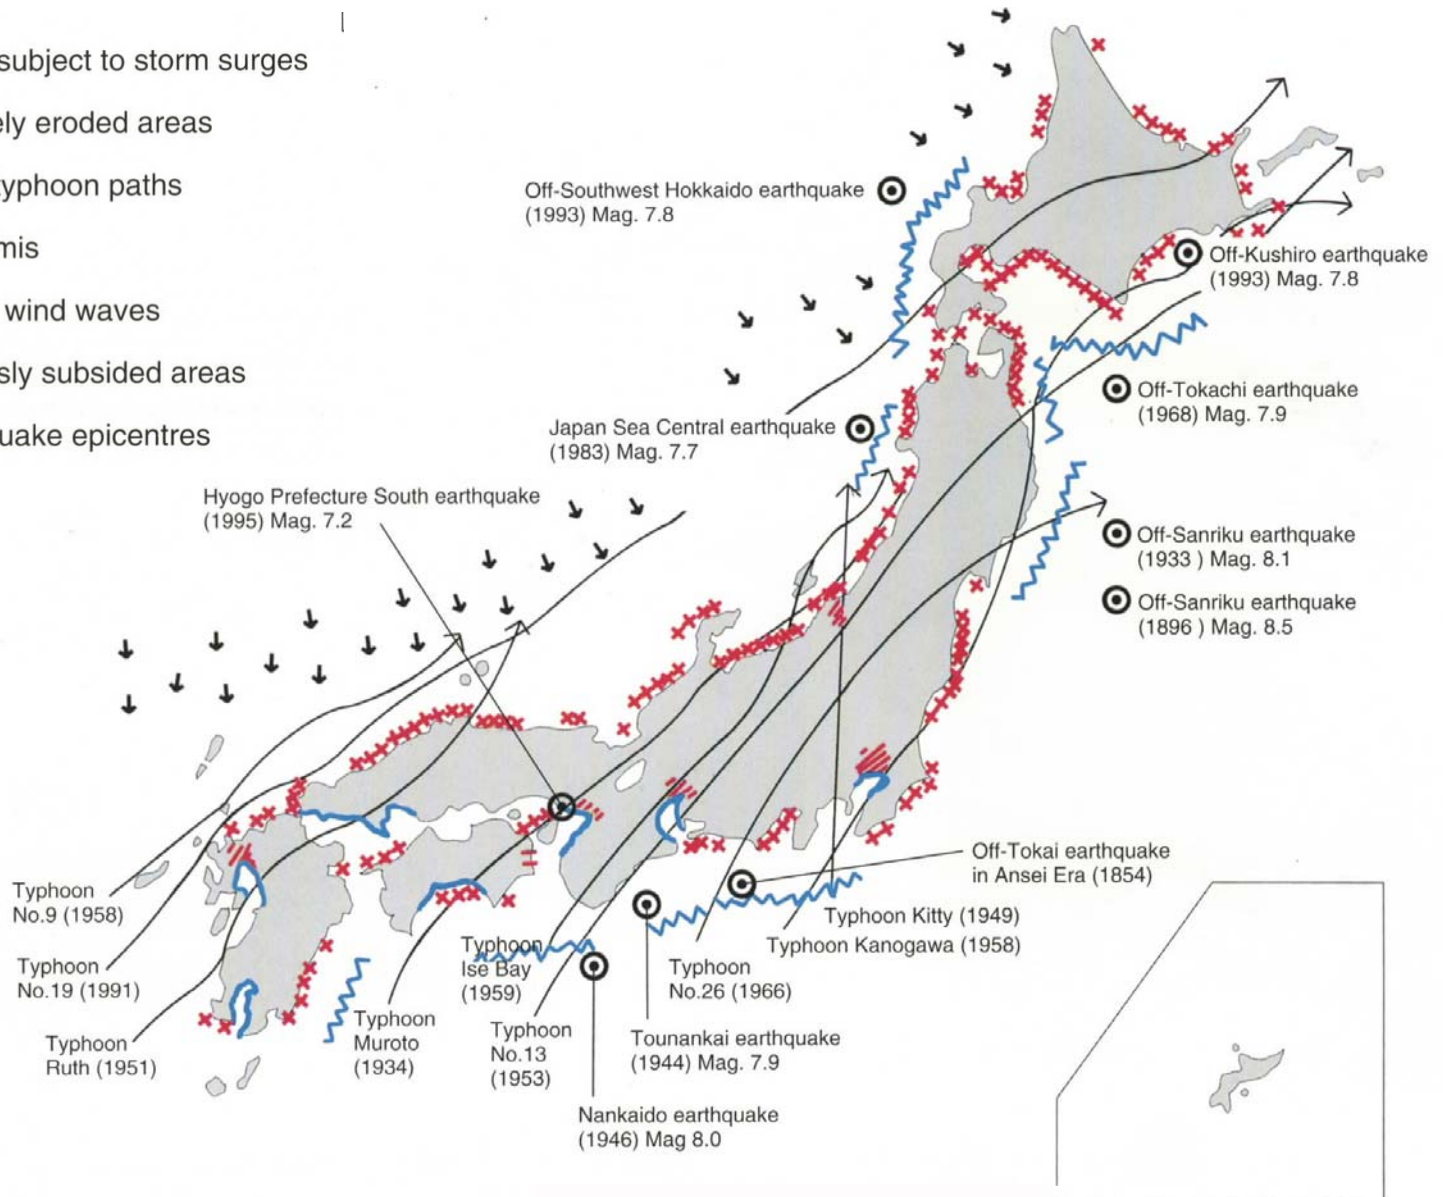 subject to storm surges
ely eroded areas
typhoon paths
mis
wind waves
sly subsided areas
uake epicentres
Off-Southwest Hokkaido earthquake
(1993) Mag. 7.8
Off-Kushiro earthquake
(1993) Mag. 7.8
Off-Tokachi earthquake
(1968) Mag. 7.9
Japan Sea Central earthquake
(1983) Mag. 7.7
Hyogo Prefecture South earthquake
(1995) Mag. 7.2
Off-Sanriku earthquake
(1933 ) Mag. 8.1
Off-Sanriku earthquake
(1896 ) Mag. 8.5
Off-Tokai earthquake
in Ansei Era (1854)
Typhoon
No.9 (1958)
Typhoon Kitty (1949)
Typhoon Kanogawa (1958)
Typhoon
Ise Bay
(1959)
Typhoon
No.19 (1991)
Typhoon
No.26 (1966)
Typhoon
Muroto
(1934)
Typhoon
No.13
(1953)
Typhoon
Ruth (1951)
Tounankai earthquake
(1944) Mag. 7.9
Nankaido earthquake
(1946) Mag 8.0